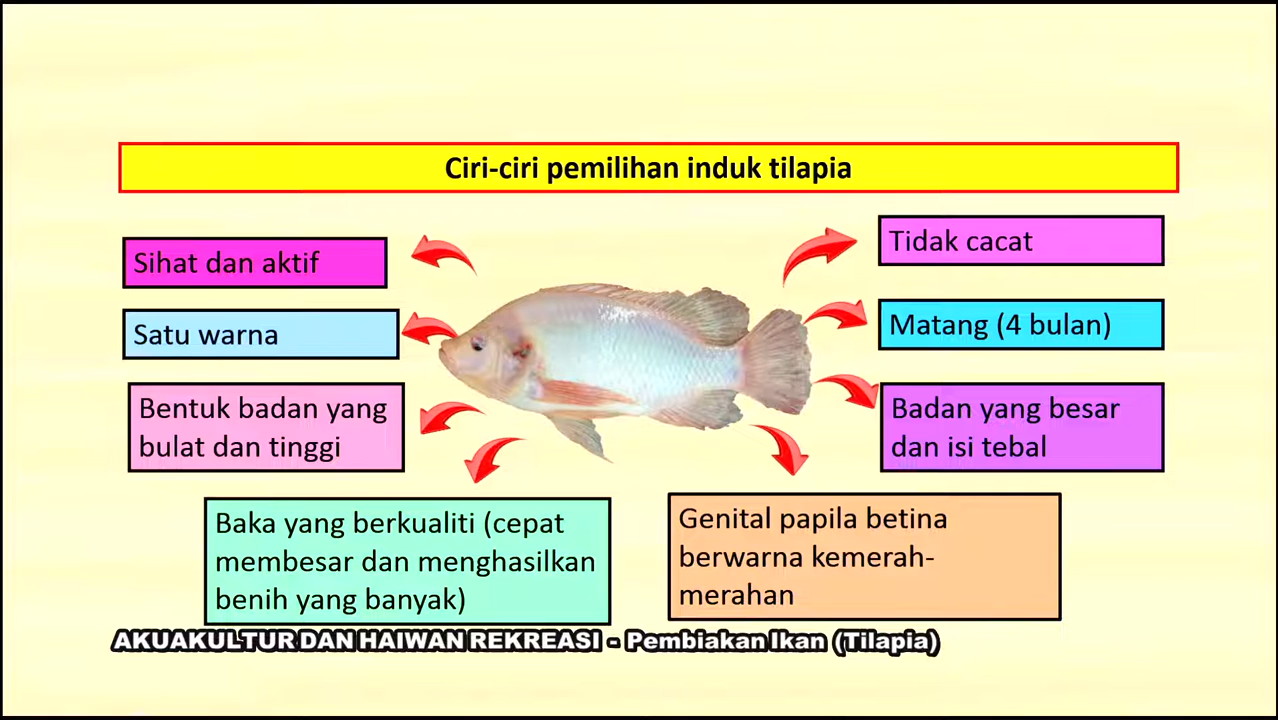 Ciri-ciri pemilihan induk tilapia
Sihat dan aktif
Satu warna
Bentuk badan yang
bulat dan tinggi
Baka yang berkualiti (cepat
membesar dan menghasilkan
benih yang banyak)
Tidak cacat
Matang (4 bulan)
Badan yang besar
dan isi tebal
Genital papila betina
berwarna kemerah-
merahan
AKUAKULTUR DAN HAIWAN REKREASI - Pembiakan Ikan (Tilapia)